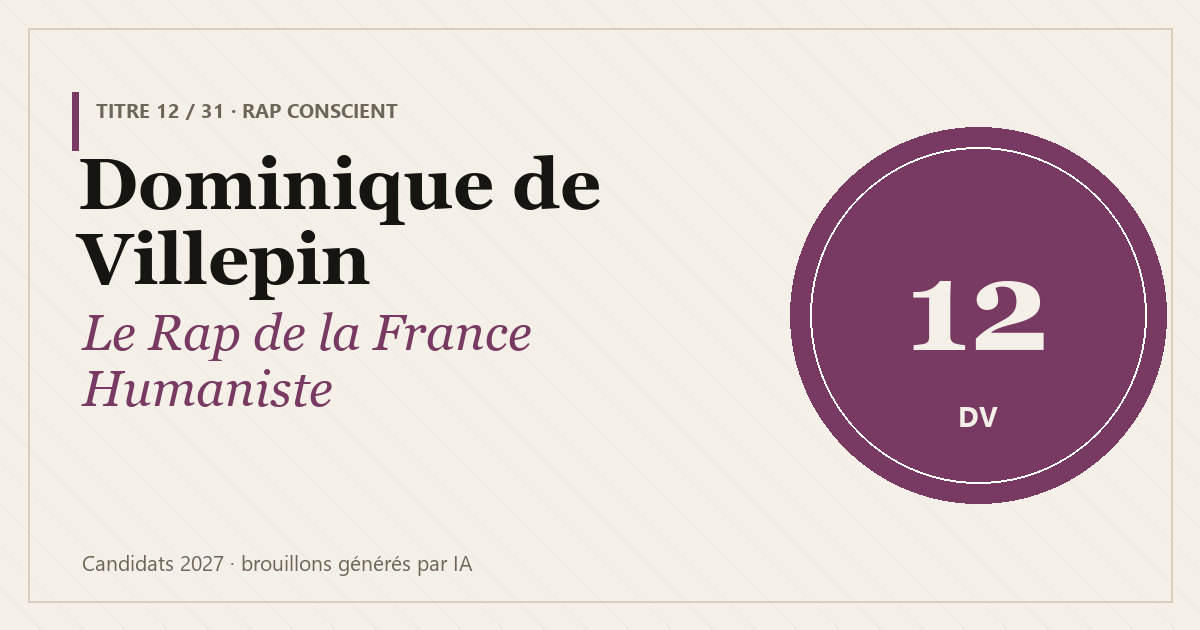 TITRE 12 / 31 · RAP CONSCIENT
Dominique de
Villepin
Le Rap de la France
Humaniste
12
DV
Candidats 2027 · brouillons générés par IA